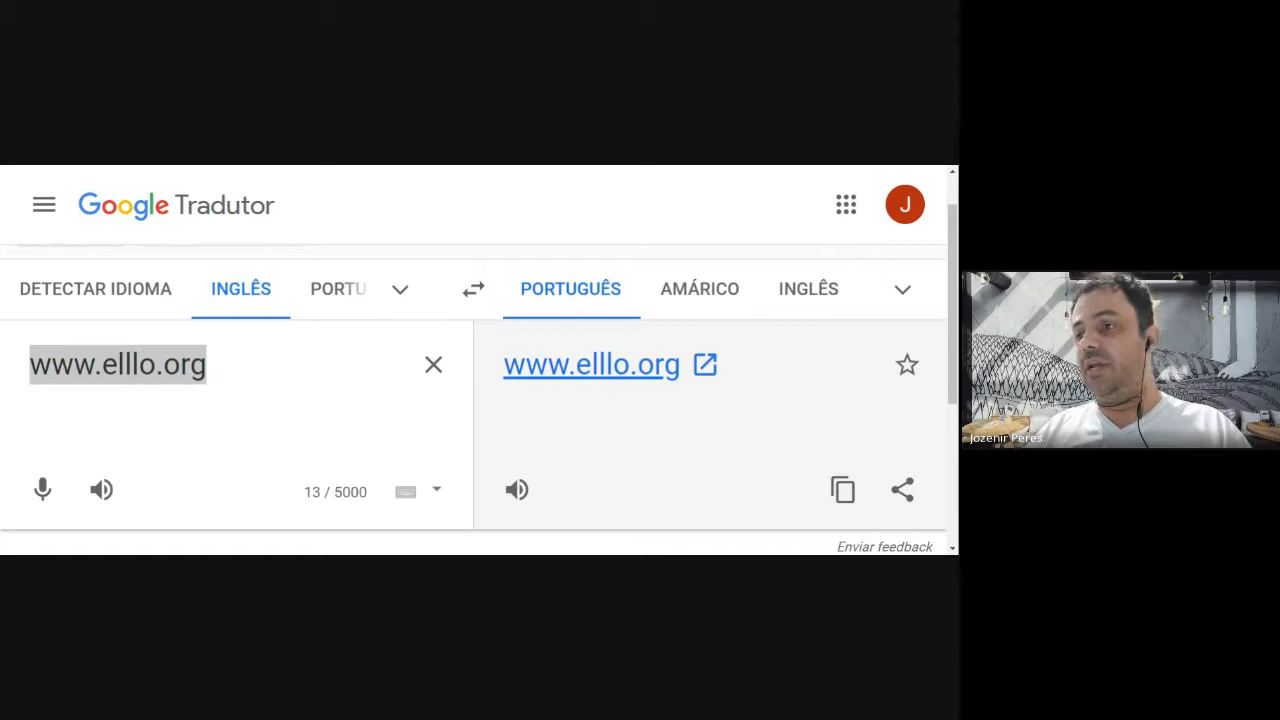 Google Tradutor
J
DETECTAR IDIOMA INGLÊS PORTU PORTUGUÊS AMÁRICO INGLÊS
www.elllo.org www.elllo.org
13 / 5000
Enviar feedback
Jozenir Peres